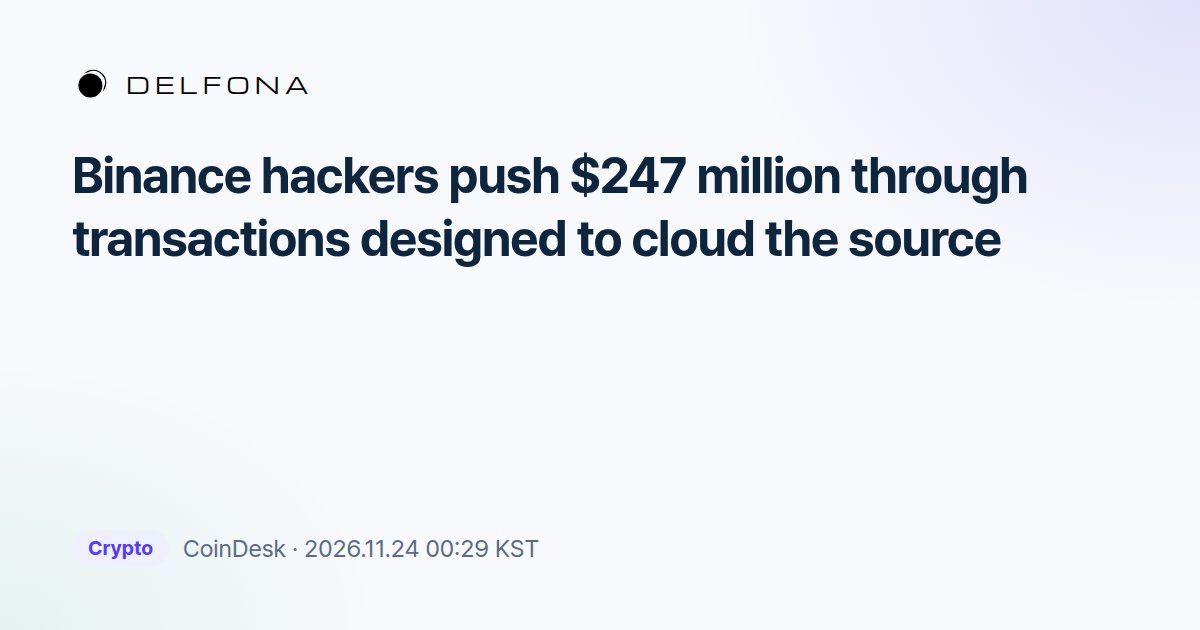 DELFONA
Binance hackers push $247 million through
transactions designed to cloud the source
Crypto CoinDesk · 2026.11.24 00:29 KST